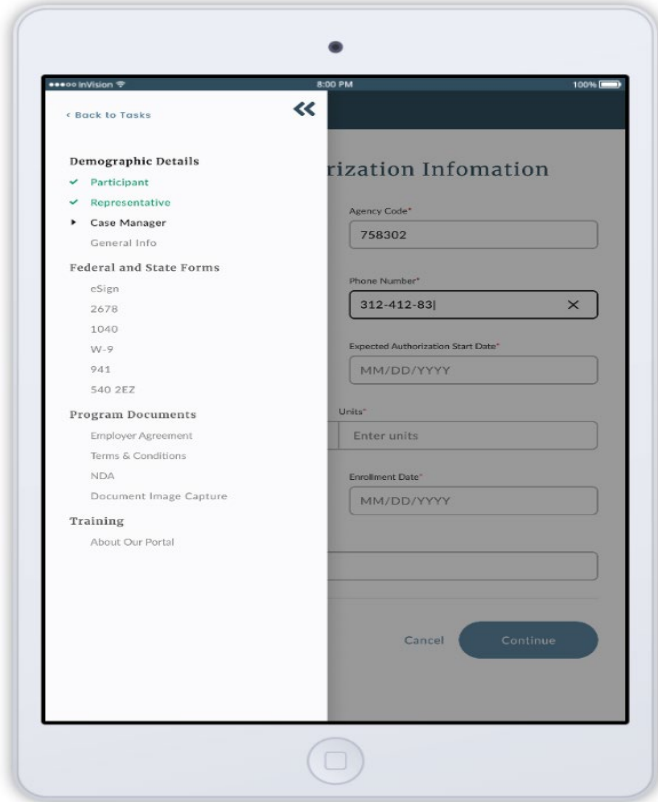 ●●●●○ InVision 8:00 PM 100%
< Back to Tasks
Demographic Details
✓ Participant
✓ Representative
▸ Case Manager
General Info
Federal and State Forms
eSign
2678
1040
W-9
941
540 2EZ
Program Documents
Employer Agreement
Terms & Conditions
NDA
Document Image Capture
Training
About Our Portal
rization Infomation
Agency Code*
758302
Phone Number*
312-412-83
Expected Authorization Start Date*
MM/DD/YYYY
Units*
Enter units
Enrollment Date*
MM/DD/YYYY
Cancel
Continue